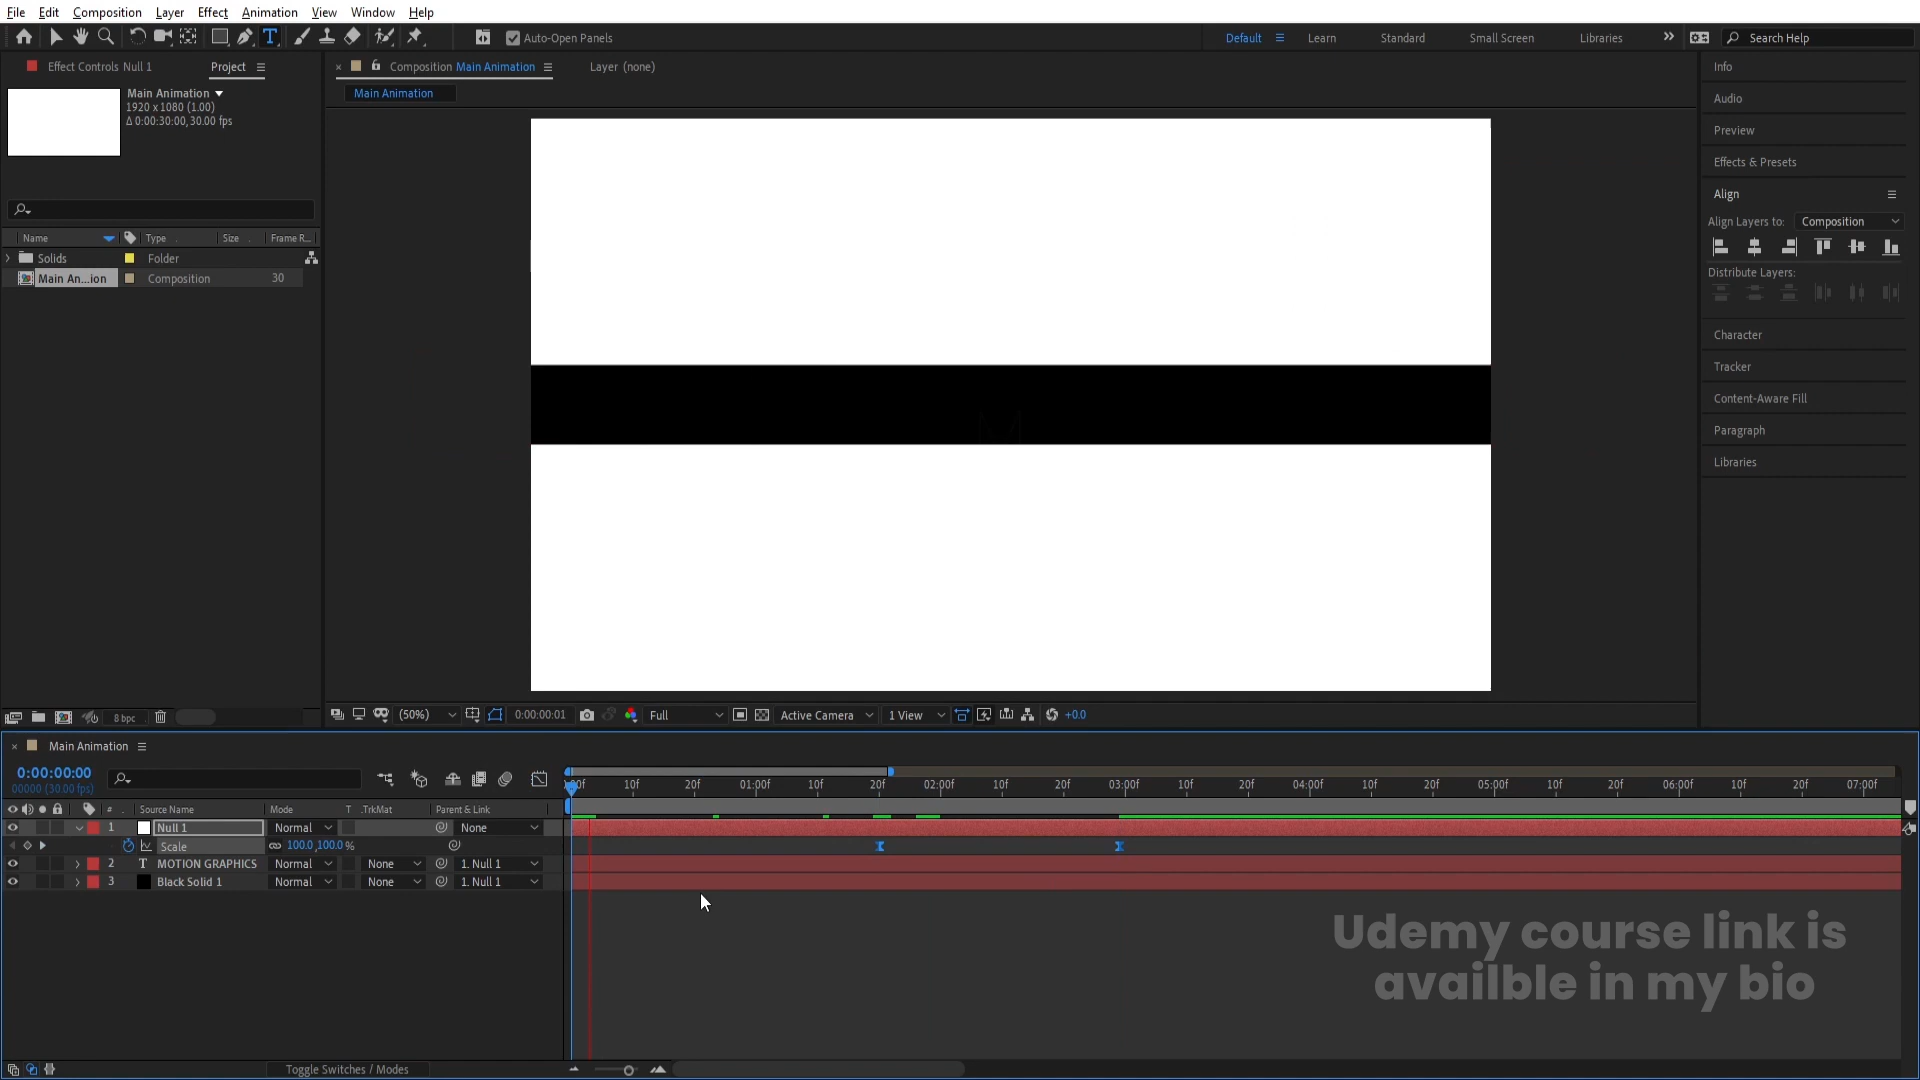 File Edit Composition Layer Effect Animation View Window Help
Auto-Open Panels
Default Learn Standard Small Screen Libraries Search Help
Effect Controls Null 1 Project
Composition Main Animation Layer (none)
Main Animation
Main Animation
1920 x 1080 (1.00)
Δ 0:00:30:00, 30.00 fps
Name Type Size Frame R...
Solids Folder
Main An...ion Composition 30
M
Info
Audio
Preview
Effects & Presets
Align
Align Layers to: Composition
Distribute Layers:
Character
Tracker
Content-Aware Fill
Paragraph
Libraries
8 bpc
(50%) 0:00:00:01 Full Active Camera 1 View +0.0
Main Animation
0:00:00:00
00000 (30.00 fps)
:00f 10f 20f 01:00f 10f 20f 02:00f 10f 20f 03:00f 10f 20f 04:00f 10f 20f 05:00f 10f 20f 06:00f 10f 20f 07:00f
# Source Name Mode T .TrkMat Parent & Link
1 Null 1 Normal None
Scale 100.0,100.0%
2 T MOTION GRAPHICS Normal None 1. Null 1
3 Black Solid 1 Normal None 1. Null 1
Udemy course link is
availble in my bio
Toggle Switches / Modes